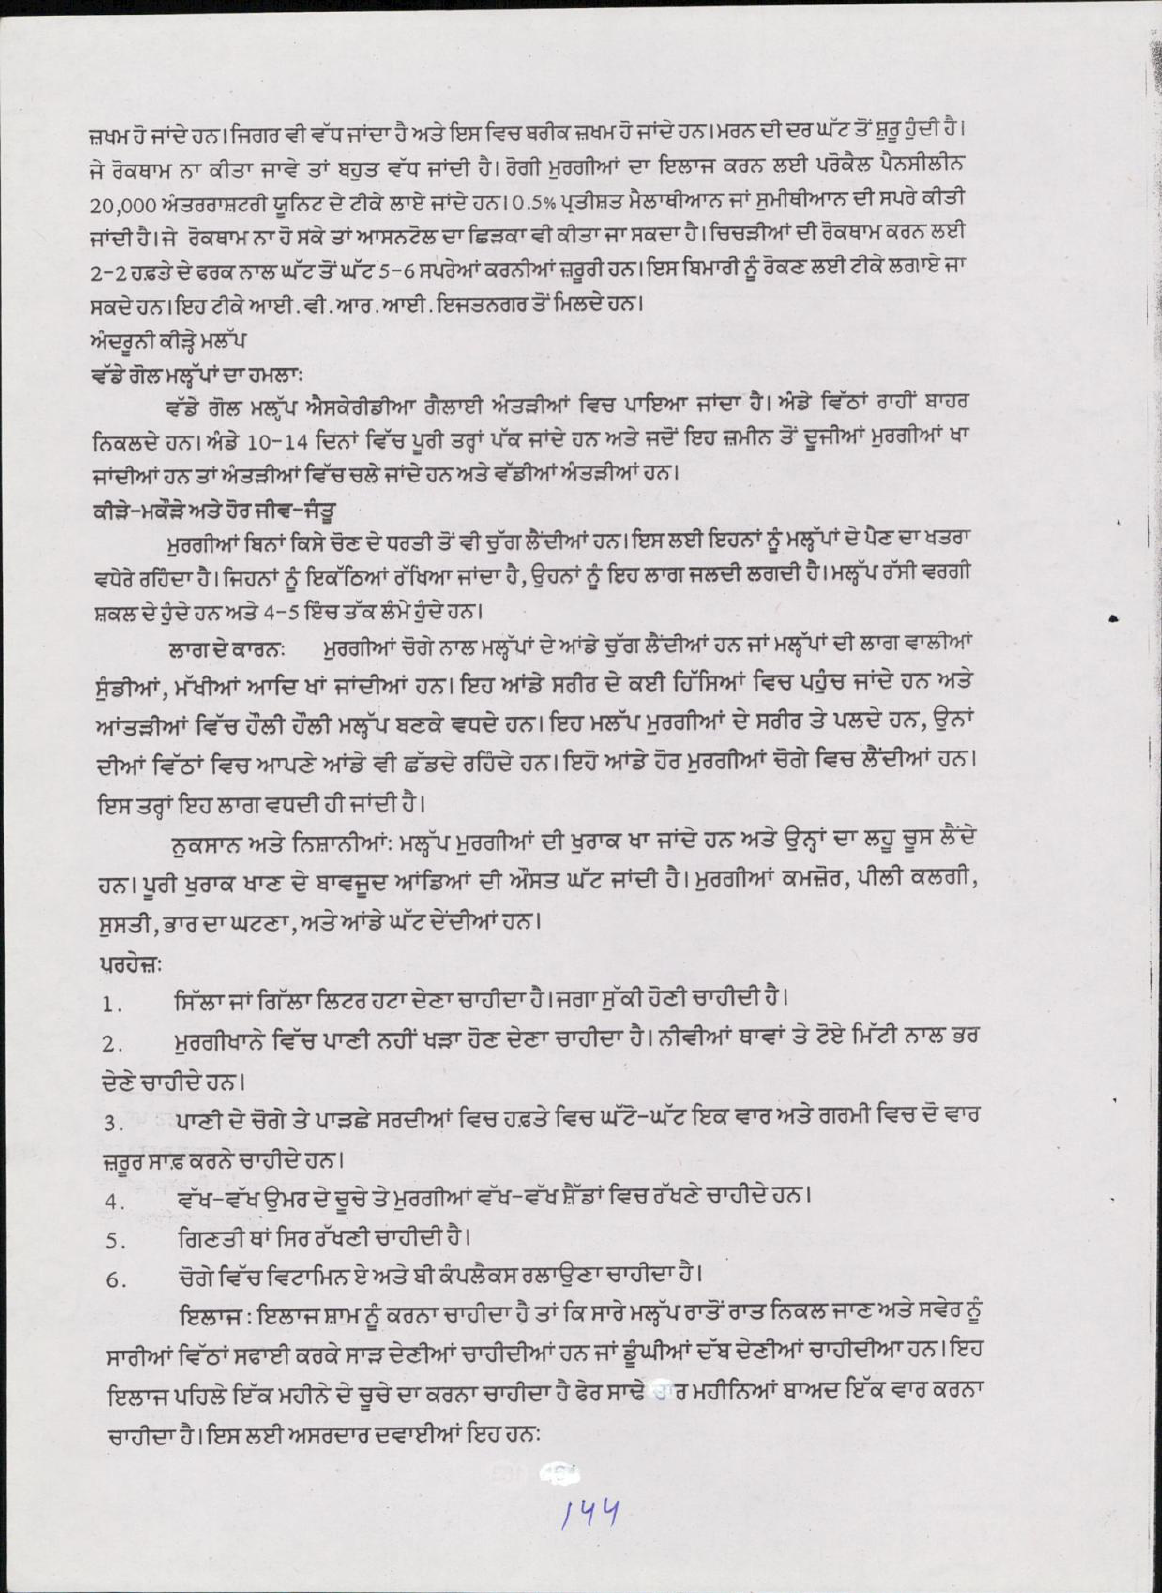 ਜ਼ਖਮ ਹੋ ਜਾਂਦੇ ਹਨ।ਜਿਗਰ ਵੀ ਵੱਧ ਜਾਂਦਾ ਹੈ ਅਤੇ ਇਸ ਵਿਚ ਬਰੀਕ ਜ਼ਖਮ ਹੋ ਜਾਂਦੇ ਹਨ।ਮਰਨ ਦੀ ਦਰ ਘੱਟ ਤੋਂ ਸ਼ੁਰੂ ਹੁੰਦੀ ਹੈ।
ਜੇ ਰੋਕਥਾਮ ਨਾ ਕੀਤਾ ਜਾਵੇ ਤਾਂ ਬਹੁਤ ਵੱਧ ਜਾਂਦੀ ਹੈ। ਰੋਗੀ ਮੁਰਗੀਆਂ ਦਾ ਇਲਾਜ ਕਰਨ ਲਈ ਪਰੋਕੈਲ ਪੈਨਸੀਲੀਨ
20,000 ਅੰਤਰਰਾਸ਼ਟਰੀ ਯੂਨਿਟ ਦੇ ਟੀਕੇ ਲਾਏ ਜਾਂਦੇ ਹਨ। 0.5% ਪ੍ਰਤੀਸ਼ਤ ਮੈਲਾਥੀਆਨ ਜਾਂ ਸੁਮੀਥੀਆਨ ਦੀ ਸਪਰੇ ਕੀਤੀ
ਜਾਂਦੀ ਹੈ। ਜੇ ਰੋਕਥਾਮ ਨਾ ਹੋ ਸਕੇ ਤਾਂ ਆਸਨਟੋਲ ਦਾ ਛਿੜਕਾ ਵੀ ਕੀਤਾ ਜਾ ਸਕਦਾ ਹੈ। ਚਿਚੜੀਆਂ ਦੀ ਰੋਕਥਾਮ ਕਰਨ ਲਈ
2-2 ਹਫ਼ਤੇ ਦੇ ਫਰਕ ਨਾਲ ਘੱਟ ਤੋਂ ਘੱਟ 5-6 ਸਪਰੇਆਂ ਕਰਨੀਆਂ ਜ਼ਰੂਰੀ ਹਨ। ਇਸ ਬਿਮਾਰੀ ਨੂੰ ਰੋਕਣ ਲਈ ਟੀਕੇ ਲਗਾਏ ਜਾ
ਸਕਦੇ ਹਨ। ਇਹ ਟੀਕੇ ਆਈ.ਵੀ.ਆਰ.ਆਈ.ਇਜਤਨਗਰ ਤੋਂ ਮਿਲਦੇ ਹਨ।
ਅੰਦਰੂਨੀ ਕੀੜ੍ਹੇ ਮਲੱਪ
ਵੱਡੇ ਗੋਲ ਮਲ੍ਹੱਪਾਂ ਦਾ ਹਮਲਾਃ
ਵੱਡੇ ਗੋਲ ਮਲ੍ਹੱਪ ਐਸਕੇਰੀਡੀਆ ਗੈਲਾਈ ਅੰਤੜੀਆਂ ਵਿਚ ਪਾਇਆ ਜਾਂਦਾ ਹੈ। ਅੰਡੇ ਵਿੱਠਾਂ ਰਾਹੀਂ ਬਾਹਰ
ਨਿਕਲਦੇ ਹਨ। ਅੰਡੇ 10-14 ਦਿਨਾਂ ਵਿੱਚ ਪੂਰੀ ਤਰ੍ਹਾਂ ਪੱਕ ਜਾਂਦੇ ਹਨ ਅਤੇ ਜਦੋਂ ਇਹ ਜ਼ਮੀਨ ਤੋਂ ਦੂਜੀਆਂ ਮੁਰਗੀਆਂ ਖਾ
ਜਾਂਦੀਆਂ ਹਨ ਤਾਂ ਅੰਤੜੀਆਂ ਵਿੱਚ ਚਲੇ ਜਾਂਦੇ ਹਨ ਅਤੇ ਵੱਡੀਆਂ ਅੰਤੜੀਆਂ ਹਨ।
ਕੀੜੇ-ਮਕੌੜੇ ਅਤੇ ਹੋਰ ਜੀਵ-ਜੰਤੂ
ਮੁਰਗੀਆਂ ਬਿਨਾਂ ਕਿਸੇ ਚੋਣ ਦੇ ਧਰਤੀ ਤੋਂ ਵੀ ਚੁੱਗ ਲੈਂਦੀਆਂ ਹਨ। ਇਸ ਲਈ ਇਹਨਾਂ ਨੂੰ ਮਲ੍ਹੱਪਾਂ ਦੇ ਪੈਣ ਦਾ ਖਤਰਾ
ਵਧੇਰੇ ਰਹਿੰਦਾ ਹੈ। ਜਿਹਨਾਂ ਨੂੰ ਇਕੱਠਿਆਂ ਰੱਖਿਆ ਜਾਂਦਾ ਹੈ, ਉਹਨਾਂ ਨੂੰ ਇਹ ਲਾਗ ਜਲਦੀ ਲਗਦੀ ਹੈ। ਮਲ੍ਹੱਪ ਰੱਸੀ ਵਰਗੀ
ਸ਼ਕਲ ਦੇ ਹੁੰਦੇ ਹਨ ਅਤੇ 4-5 ਇੰਚ ਤੱਕ ਲੰਮੇ ਹੁੰਦੇ ਹਨ।
ਲਾਗ ਦੇ ਕਾਰਨਃ ਮੁਰਗੀਆਂ ਚੋਗੇ ਨਾਲ ਮਲ੍ਹੱਪਾਂ ਦੇ ਆਂਡੇ ਚੁੱਗ ਲੈਂਦੀਆਂ ਹਨ ਜਾਂ ਮਲ੍ਹੱਪਾਂ ਦੀ ਲਾਗ ਵਾਲੀਆਂ
ਸੁੰਡੀਆਂ, ਮੱਖੀਆਂ ਆਦਿ ਖਾਂ ਜਾਂਦੀਆਂ ਹਨ। ਇਹ ਆਂਡੇ ਸਰੀਰ ਦੇ ਕਈ ਹਿੱਸਿਆਂ ਵਿਚ ਪਹੁੰਚ ਜਾਂਦੇ ਹਨ ਅਤੇ
ਆਂਤੜੀਆਂ ਵਿੱਚ ਹੌਲੀ ਹੌਲੀ ਮਲ੍ਹੱਪ ਬਣਕੇ ਵਧਦੇ ਹਨ। ਇਹ ਮਲੱਪ ਮੁਰਗੀਆਂ ਦੇ ਸਰੀਰ ਤੇ ਪਲਦੇ ਹਨ, ਉਨਾਂ
ਦੀਆਂ ਵਿੱਠਾਂ ਵਿਚ ਆਪਣੇ ਆਂਡੇ ਵੀ ਛੱਡਦੇ ਰਹਿੰਦੇ ਹਨ। ਇਹੋ ਆਂਡੇ ਹੋਰ ਮੁਰਗੀਆਂ ਚੋਗੇ ਵਿਚ ਲੈਂਦੀਆਂ ਹਨ।
ਇਸ ਤਰ੍ਹਾਂ ਇਹ ਲਾਗ ਵਧਦੀ ਹੀ ਜਾਂਦੀ ਹੈ।
ਨੁਕਸਾਨ ਅਤੇ ਨਿਸ਼ਾਨੀਆਂਃ ਮਲ੍ਹੱਪ ਮੁਰਗੀਆਂ ਦੀ ਖੁਰਾਕ ਖਾ ਜਾਂਦੇ ਹਨ ਅਤੇ ਉਨ੍ਹਾਂ ਦਾ ਲਹੂ ਚੂਸ ਲੈਂਦੇ
ਹਨ। ਪੂਰੀ ਖੁਰਾਕ ਖਾਣ ਦੇ ਬਾਵਜੂਦ ਆਂਡਿਆਂ ਦੀ ਔਸਤ ਘੱਟ ਜਾਂਦੀ ਹੈ। ਮੁਰਗੀਆਂ ਕਮਜ਼ੋਰ, ਪੀਲੀ ਕਲਗੀ,
ਸੁਸਤੀ, ਭਾਰ ਦਾ ਘਟਣਾ, ਅਤੇ ਆਂਡੇ ਘੱਟ ਦੇਂਦੀਆਂ ਹਨ।
ਪਰਹੇਜ਼ਃ
1. ਸਿੱਲਾ ਜਾਂ ਗਿੱਲਾ ਲਿਟਰ ਹਟਾ ਦੇਣਾ ਚਾਹੀਦਾ ਹੈ।ਜਗਾ ਸੁੱਕੀ ਹੋਣੀ ਚਾਹੀਦੀ ਹੈ।
2. ਮੁਰਗੀਖਾਨੇ ਵਿੱਚ ਪਾਣੀ ਨਹੀਂ ਖੜਾ ਹੋਣ ਦੇਣਾ ਚਾਹੀਦਾ ਹੈ। ਨੀਵੀਆਂ ਥਾਵਾਂ ਤੇ ਟੋਏ ਮਿੱਟੀ ਨਾਲ ਭਰ
ਦੇਣੇ ਚਾਹੀਦੇ ਹਨ।
3. ਪਾਣੀ ਦੇ ਚੋਗੇ ਤੇ ਪਾੜਛੇ ਸਰਦੀਆਂ ਵਿਚ ਹਫ਼ਤੇ ਵਿਚ ਘੱਟੋ-ਘੱਟ ਇਕ ਵਾਰ ਅਤੇ ਗਰਮੀ ਵਿਚ ਦੋ ਵਾਰ
ਜ਼ਰੂਰ ਸਾਫ਼ ਕਰਨੇ ਚਾਹੀਦੇ ਹਨ।
4. ਵੱਖ-ਵੱਖ ਉਮਰ ਦੇ ਚੂਚੇ ਤੇ ਮੁਰਗੀਆਂ ਵੱਖ-ਵੱਖ ਸ਼ੈੱਡਾਂ ਵਿਚ ਰੱਖਣੇ ਚਾਹੀਦੇ ਹਨ।
5. ਗਿਣਤੀ ਥਾਂ ਸਿਰ ਰੱਖਣੀ ਚਾਹੀਦੀ ਹੈ।
6. ਚੋਗੇ ਵਿੱਚ ਵਿਟਾਮਿਨ ਏ ਅਤੇ ਬੀ ਕੰਪਲੈਕਸ ਰਲਾਉਣਾ ਚਾਹੀਦਾ ਹੈ।
ਇਲਾਜ : ਇਲਾਜ ਸ਼ਾਮ ਨੂੰ ਕਰਨਾ ਚਾਹੀਦਾ ਹੈ ਤਾਂ ਕਿ ਸਾਰੇ ਮਲ੍ਹੱਪ ਰਾਤੋਂ ਰਾਤ ਨਿਕਲ ਜਾਣ ਅਤੇ ਸਵੇਰ ਨੂੰ
ਸਾਰੀਆਂ ਵਿੱਠਾਂ ਸਫਾਈ ਕਰਕੇ ਸਾੜ ਦੇਣੀਆਂ ਚਾਹੀਦੀਆਂ ਹਨ ਜਾਂ ਡੂੰਘੀਆਂ ਦੱਬ ਦੇਣੀਆਂ ਚਾਹੀਦੀਆ ਹਨ। ਇਹ
ਇਲਾਜ ਪਹਿਲੇ ਇੱਕ ਮਹੀਨੇ ਦੇ ਚੂਚੇ ਦਾ ਕਰਨਾ ਚਾਹੀਦਾ ਹੈ ਫੇਰ ਸਾਢੇ ਚਾਰ ਮਹੀਨਿਆਂ ਬਾਅਦ ਇੱਕ ਵਾਰ ਕਰਨਾ
ਚਾਹੀਦਾ ਹੈ। ਇਸ ਲਈ ਅਸਰਦਾਰ ਦਵਾਈਆਂ ਇਹ ਹਨਃ
144